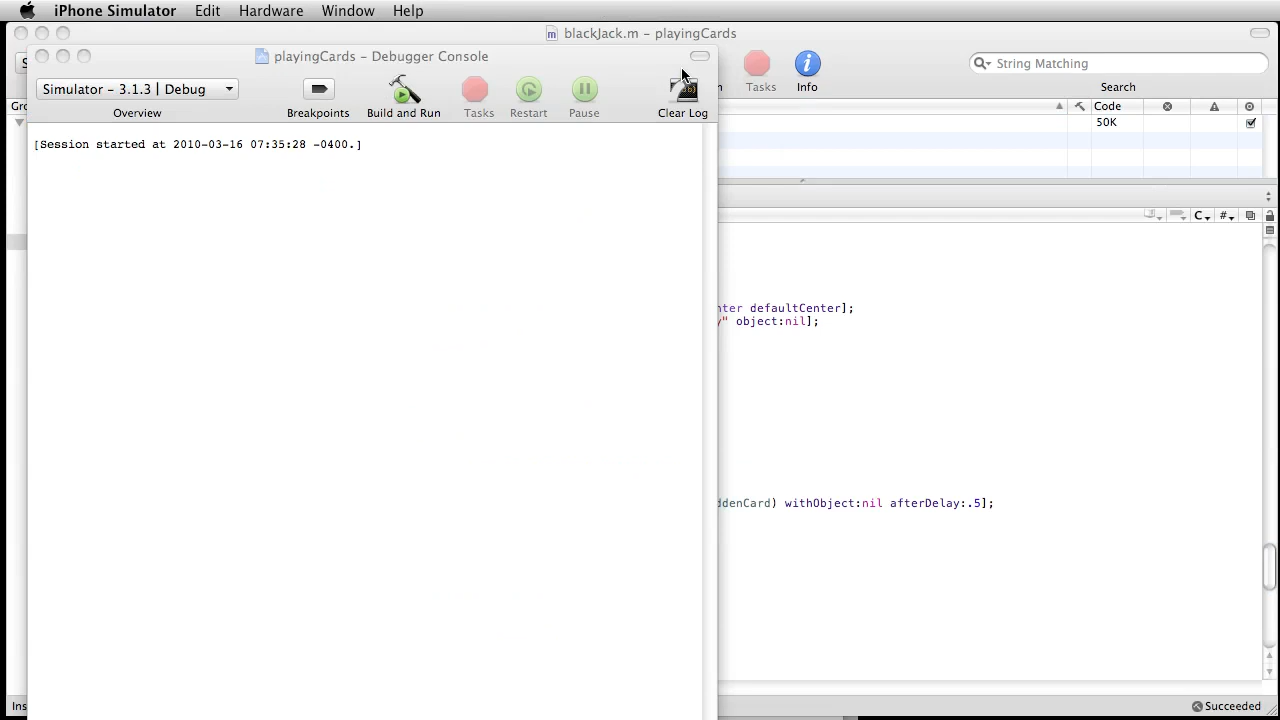 iPhone Simulator Edit Hardware Window Help
blackJack.m - playingCards
playingCards - Debugger Console
Simulator - 3.1.3 | Debug
Overview Breakpoints Build and Run Tasks Restart Pause Clear Log
Tasks Info
String Matching
Search
Code
50K
[Session started at 2010-03-16 07:35:28 -0400.]
C #
nter defaultCenter];
y" object:nil];
ddenCard) withObject:nil afterDelay:.5];
Succeeded